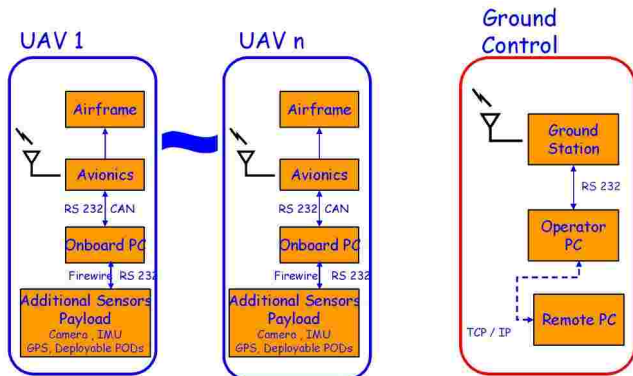 UAV 1
Airframe
Avionics
RS 232 CAN
Onboard PC
Firewire RS 232
Additional Sensors
Payload
Camera , IMU
GPS, Deployable PODs
UAV n
Airframe
Avionics
RS 232 CAN
Onboard PC
Firewire RS 232
Additional Sensors
Payload
Camera , IMU
GPS, Deployable PODs
Ground
Control
Ground
Station
RS 232
Operator
PC
TCP / IP
Remote PC